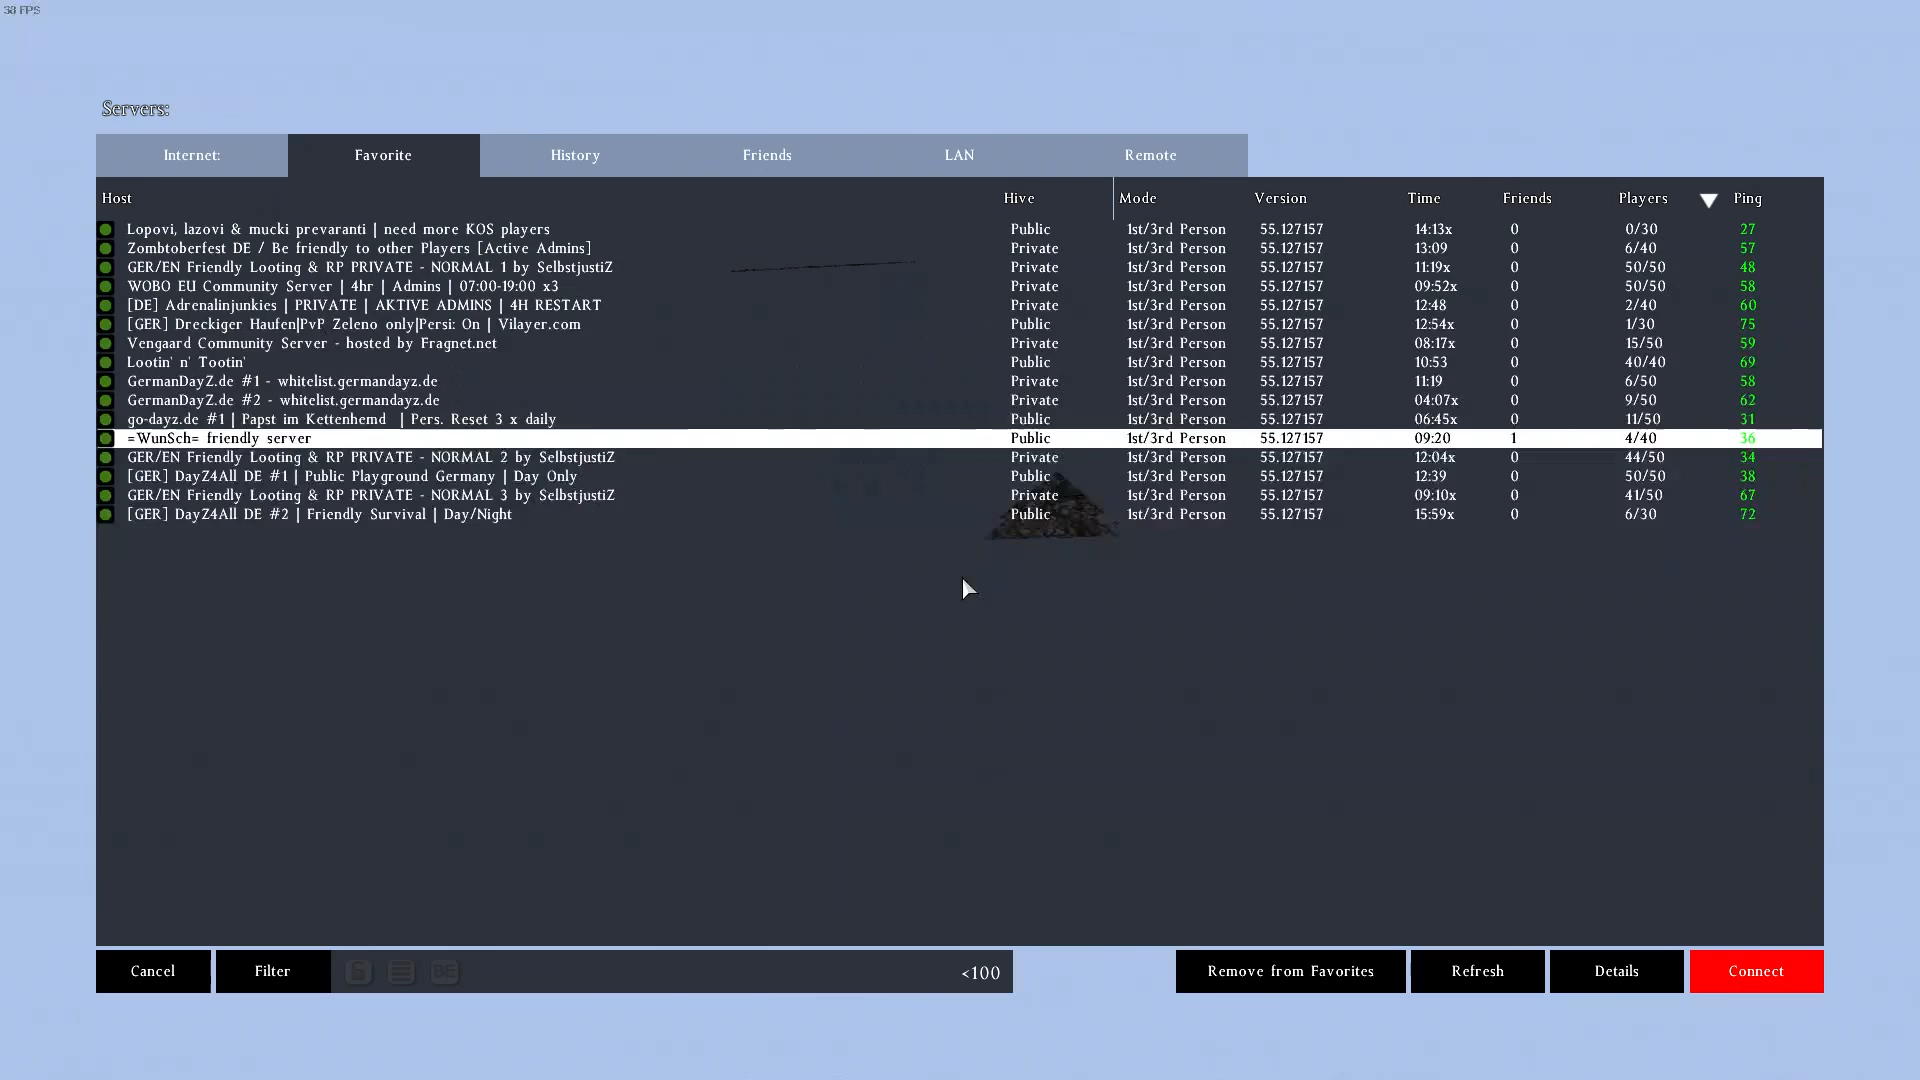 38 FPS
Servers:
Internet: Favorite History Friends LAN Remote
Host Hive Mode Version Time Friends Players Ping
Lopovi, lazovi & mucki prevaranti | need more KOS players Public 1st/3rd Person 55.127157 14:13x 0 0/30 27
Zombtoberfest DE / Be friendly to other Players [Active Admins] Private 1st/3rd Person 55.127157 13:09 0 6/40 57
GER/EN Friendly Looting & RP PRIVATE - NORMAL 1 by SelbstjustiZ Private 1st/3rd Person 55.127157 11:19x 0 50/50 48
WOBO EU Community Server | 4hr | Admins | 07:00-19:00 x3 Private 1st/3rd Person 55.127157 09:52x 0 50/50 58
[DE] Adrenalinjunkies | PRIVATE | AKTIVE ADMINS | 4H RESTART Private 1st/3rd Person 55.127157 12:48 0 2/40 60
[GER] Dreckiger Haufen|PvP Zeleno only|Persi: On | Vilayer.com Public 1st/3rd Person 55.127157 12:54x 0 1/30 75
Vengaard Community Server - hosted by Fragnet.net Private 1st/3rd Person 55.127157 08:17x 0 15/50 59
Lootin' n' Tootin' Public 1st/3rd Person 55.127157 10:53 0 40/40 69
GermanDayZ.de #1 - whitelist.germandayz.de Private 1st/3rd Person 55.127157 11:19 0 6/50 58
GermanDayZ.de #2 - whitelist.germandayz.de Private 1st/3rd Person 55.127157 04:07x 0 9/50 62
go-dayz.de #1 | Papst im Kettenhemd | Pers. Reset 3 x daily Public 1st/3rd Person 55.127157 06:45x 0 11/50 31
=WunSch= friendly server Public 1st/3rd Person 55.127157 09:20 1 4/40 36
GER/EN Friendly Looting & RP PRIVATE - NORMAL 2 by SelbstjustiZ Private 1st/3rd Person 55.127157 12:04x 0 44/50 34
[GER] DayZ4All DE #1 | Public Playground Germany | Day Only Public 1st/3rd Person 55.127157 12:39 0 50/50 38
GER/EN Friendly Looting & RP PRIVATE - NORMAL 3 by SelbstjustiZ Private 1st/3rd Person 55.127157 09:10x 0 41/50 67
[GER] DayZ4All DE #2 | Friendly Survival | Day/Night Public 1st/3rd Person 55.127157 15:59x 0 6/30 72
Cancel Filter BE <100 Remove from Favorites Refresh Details Connect